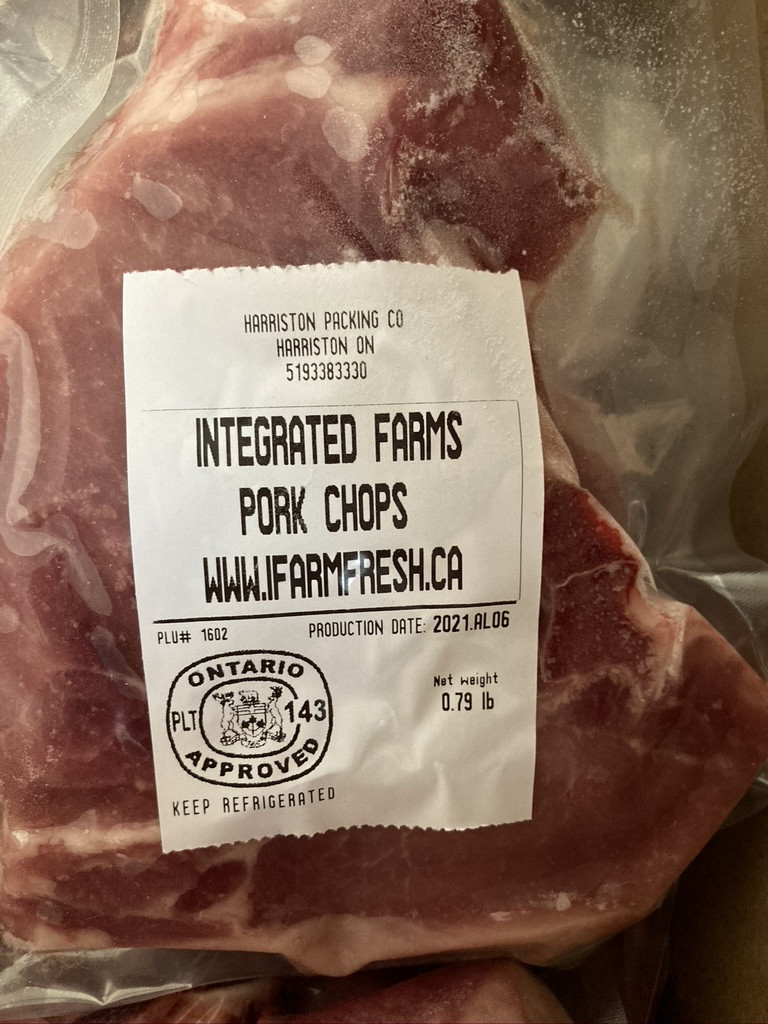 HARRISTON PACKING CO
HARRISTON ON
5193383330
INTEGRATED FARMS
PORK CHOPS
WWW.IFARMFRESH.CA
PLU# 1602 PRODUCTION DATE: 2021.AL06
ONTARIO
PLT 143
APPROVED
Net weight
0.79 lb
KEEP REFRIGERATED